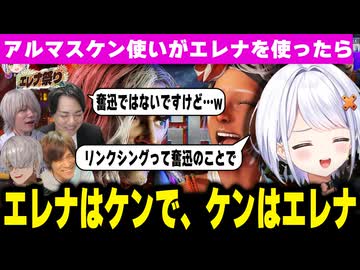 アルマスケン使いがエレナを使ったら
エレナ祭り
奮迅ではないですけど…w
リンクシングって奮迅のことで
エレナはケンで、ケンはエレナ